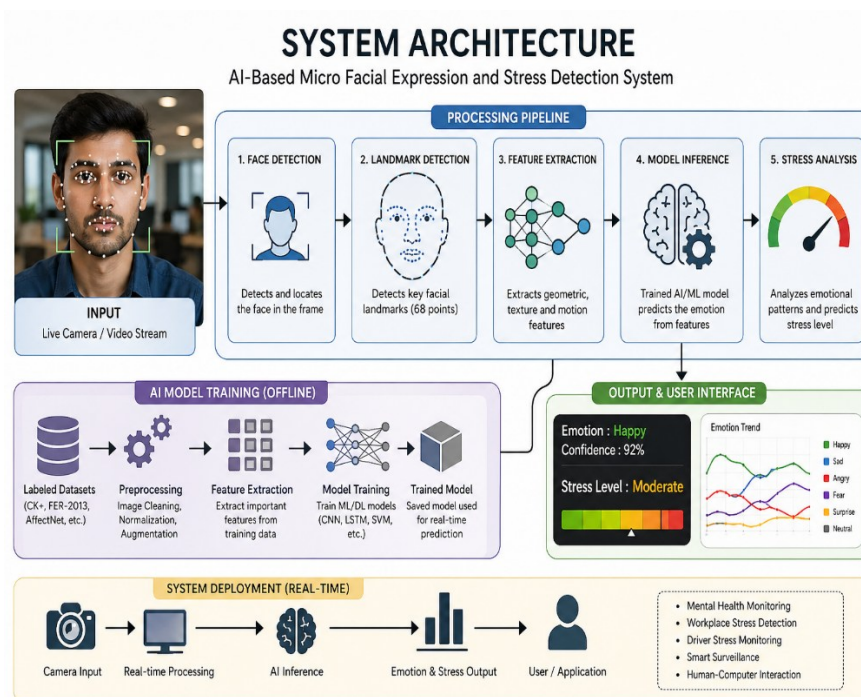 SYSTEM ARCHITECTURE
AI-Based Micro Facial Expression and Stress Detection System
INPUT
Live Camera / Video Stream
PROCESSING PIPELINE
1. FACE DETECTION
Detects and locates
the face in the frame
2. LANDMARK DETECTION
Detects key facial
landmarks (68 points)
3. FEATURE EXTRACTION
Extracts geometric,
texture and motion
features
4. MODEL INFERENCE
Trained AI/ML model
predicts the emotion
from features
5. STRESS ANALYSIS
Analyzes emotional
patterns and predicts
stress level
AI MODEL TRAINING (OFFLINE)
Labeled Datasets
(CK+, FER-2013,
AffectNet, etc.)
Preprocessing
Image Cleaning,
Normalization,
Augmentation
Feature Extraction
Extract important
features from
training data
Model Training
Train ML/DL models
(CNN, LSTM, SVM,
etc.)
Trained Model
Saved model used
for real-time
prediction
OUTPUT & USER INTERFACE
Emotion : Happy
Confidence : 92%
Stress Level : Moderate
Emotion Trend
Happy
Sad
Angry
Fear
Surprise
Neutral
SYSTEM DEPLOYMENT (REAL-TIME)
Camera Input
Real-time Processing
AI Inference
Emotion & Stress Output
User / Application
• Mental Health Monitoring
• Workplace Stress Detection
• Driver Stress Monitoring
• Smart Surveillance
• Human-Computer Interaction